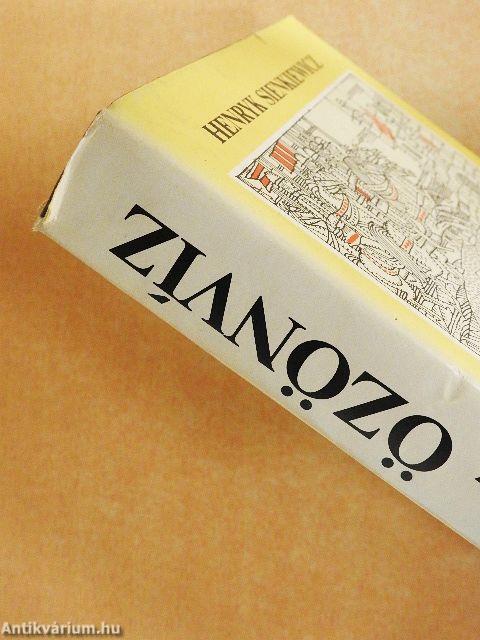 HENRYK SIENKIEWICZ
ÖZÖNVÍZ
Antikvárium.hu